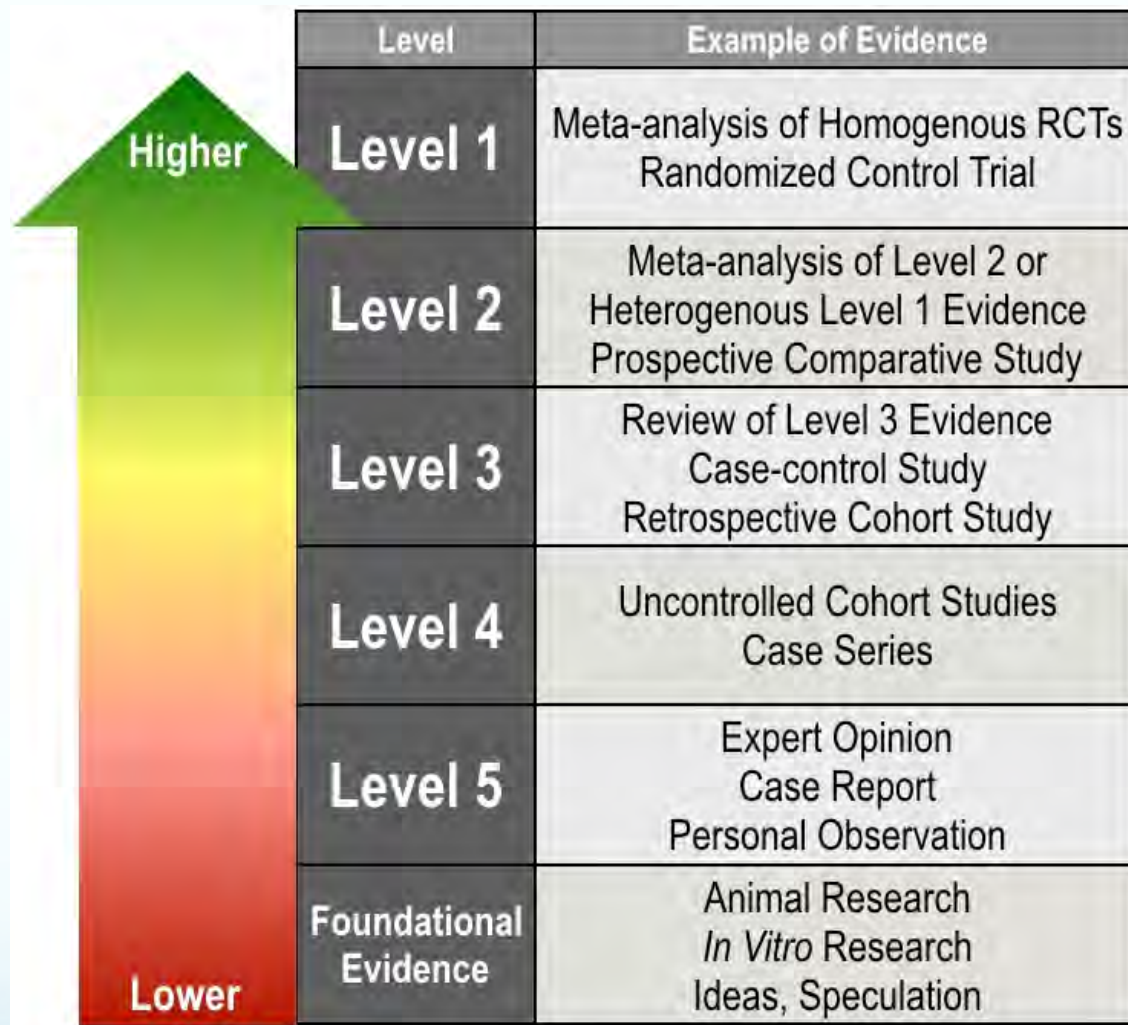 Level
Example of Evidence
Higher
Level 1
Meta-analysis of Homogenous RCTs
Randomized Control Trial
Level 2
Meta-analysis of Level 2 or
Heterogenous Level 1 Evidence
Prospective Comparative Study
Level 3
Review of Level 3 Evidence
Case-control Study
Retrospective Cohort Study
Level 4
Uncontrolled Cohort Studies
Case Series
Level 5
Expert Opinion
Case Report
Personal Observation
Foundational
Evidence
Animal Research
In Vitro Research
Ideas, Speculation
Lower